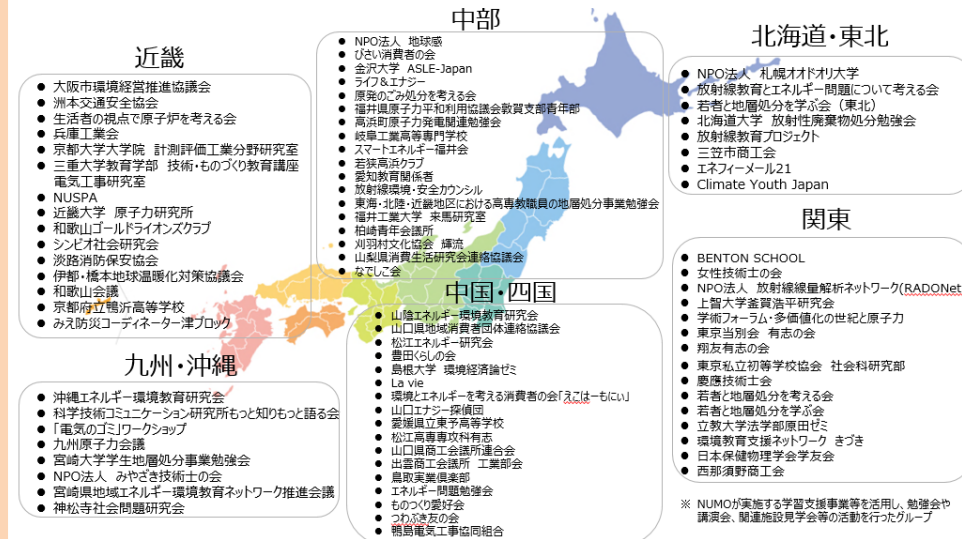 中部
NPO法人 地球感
びさい消費者の会
金沢大学 ASLE-Japan
ライフ&エナジー
原発のごみ処分を考える会
福井県原子力平和利用協議会敦賀支部青年部
高浜町原子力発電関連勉強会
岐阜工業高等専門学校
スマートエネルギー福井会
若狭高浜クラブ
愛知教育関係者
放射線環境・安全カウンシル
東海・北陸・近畿地区における高専教職員の地層処分事業勉強会
福井工業大学 来馬研究室
柏崎青年会議所
刈羽村文化協会 輝流
山梨県消費生活研究会連絡協議会
なでしこ会
近畿
大阪市環境経営推進協議会
洲本交通安全協会
生活者の視点で原子炉を考える会
兵庫工業会
京都大学大学院 計測評価工業分野研究室
三重大学教育学部 技術・ものづくり教育講座
電気工事研究室
NUSPA
近畿大学 原子力研究所
和歌山ゴールドライオンズクラブ
シンビオ社会研究会
淡路消防保安協会
伊都・橋本地球温暖化対策協議会
和歌山会議
京都府立鴨沂高等学校
みえ防災コーディネーター津ブロック
北海道・東北
NPO法人 札幌オオドオリ大学
放射線教育とエネルギー問題について考える会
若者と地層処分を学ぶ会（東北）
北海道大学 放射性廃棄物処分勉強会
放射線教育プロジェクト
三笠市商工会
エネフィーメール21
Climate Youth Japan
関東
BENTON SCHOOL
女性技術士の会
NPO法人 放射線線量解析ネットワーク(RADONet
上智大学釜賀浩平研究会
学術フォーラム・多価値化の世紀と原子力
東京当別会 有志の会
翔友有志の会
東京私立初等学校協会 社会科研究部
慶應技術士会
若者と地層処分を考える会
若者と地層処分を学ぶ会
立教大学法学部原田ゼミ
環境教育支援ネットワーク きづき
日本保健物理学会学友会
西那須野商工会
中国・四国
山陰エネルギー環境教育研究会
山口県地域消費者団体連絡協議会
松江エネルギー研究会
豊田くらしの会
島根大学 環境経済論ゼミ
La vie
環境とエネルギーを考える消費者の会「えこはーもにぃ」
山口エナジー探偵団
愛媛県立東予高等学校
松江高専専攻科有志
山口県商工会議所連合会
出雲商工会議所 工業部会
鳥取実業倶楽部
エネルギー問題勉強会
ものつくり愛好会
つわぶき友の会
鴨島電気工事協同組合
九州・沖縄
沖縄エネルギー環境教育研究会
科学技術コミュニケーション研究所もっと知りもっと語る会
「電気のゴミ」ワークショップ
九州原子力会議
宮崎大学学生地層処分事業勉強会
NPO法人 みやざき技術士の会
宮崎県地域エネルギー環境教育ネットワーク推進会議
神松寺社会問題研究会
※ NUMOが実施する学習支援事業等を活用し、勉強会や
講演会、関連施設見学会等の活動を行ったグループ